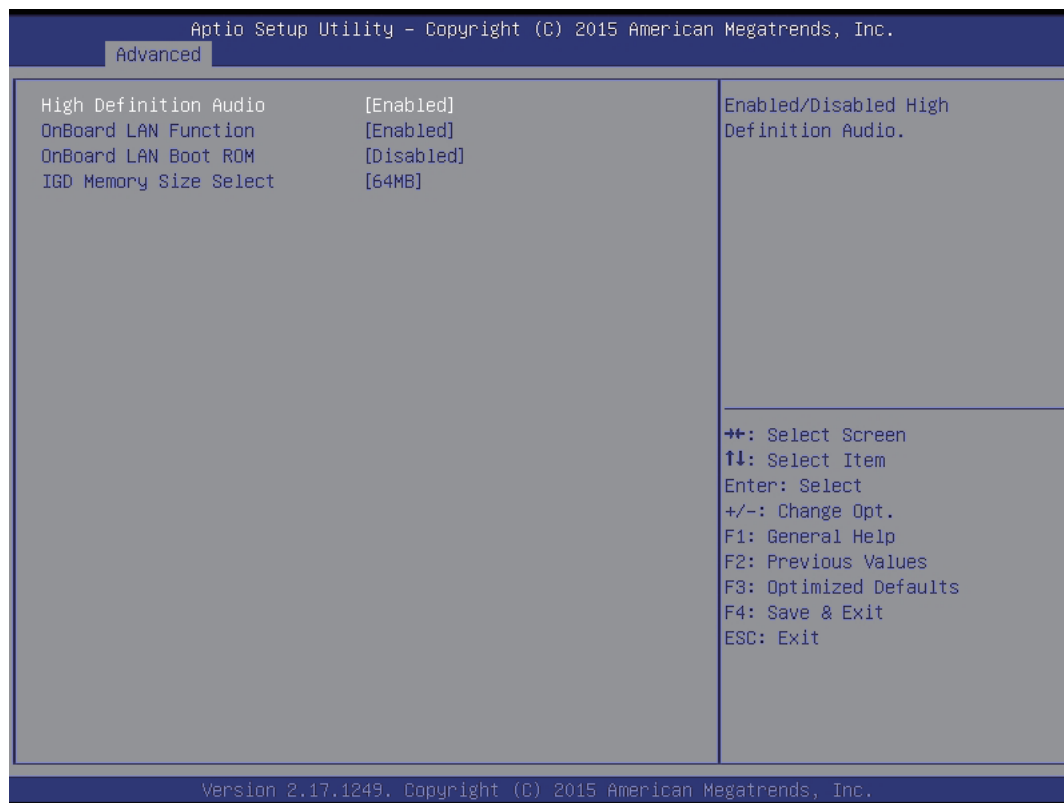 Aptio Setup Utility – Copyright (C) 2015 American Megatrends, Inc.
Advanced
High Definition Audio [Enabled]
OnBoard LAN Function [Enabled]
OnBoard LAN Boot ROM [Disabled]
IGD Memory Size Select [64MB]
Enabled/Disabled High
Definition Audio.
→←: Select Screen
↑↓: Select Item
Enter: Select
+/-: Change Opt.
F1: General Help
F2: Previous Values
F3: Optimized Defaults
F4: Save & Exit
ESC: Exit
Version 2.17.1249. Copyright (C) 2015 American Megatrends, Inc.